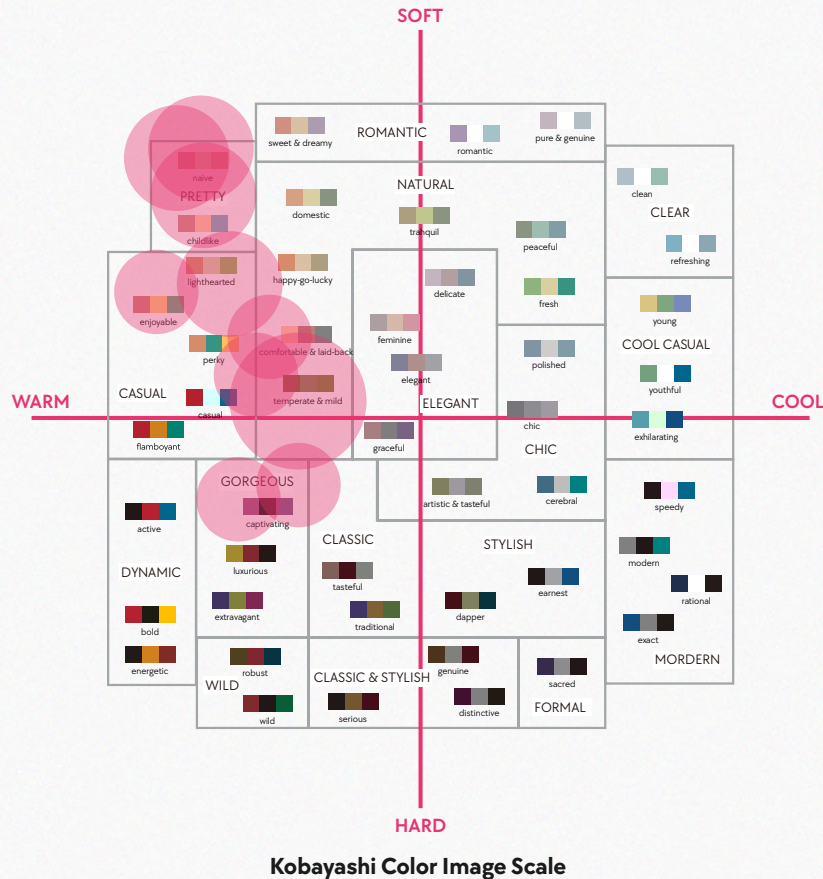 SOFT
ROMANTIC
sweet & dreamy
romantic
pure & genuine
naive
PRETTY
childlike
NATURAL
domestic
tranquil
peaceful
clean
CLEAR
refreshing
lighthearted
enjoyable
happy-go-lucky
delicate
fresh
young
COOL CASUAL
youthful
exhilarating
perky
comfortable & laid-back
feminine
elegant
polished
CASUAL
casual
temperate & mild
ELEGANT
chic
WARM
COOL
flamboyant
graceful
CHIC
GORGEOUS
captivating
artistic & tasteful
cerebral
speedy
active
CLASSIC
STYLISH
modern
DYNAMIC
luxurious
tasteful
earnest
rational
extravagant
traditional
dapper
exact
bold
MORDERN
energetic
robust
WILD
wild
CLASSIC & STYLISH
serious
genuine
distinctive
sacred
FORMAL
HARD
Kobayashi Color Image Scale